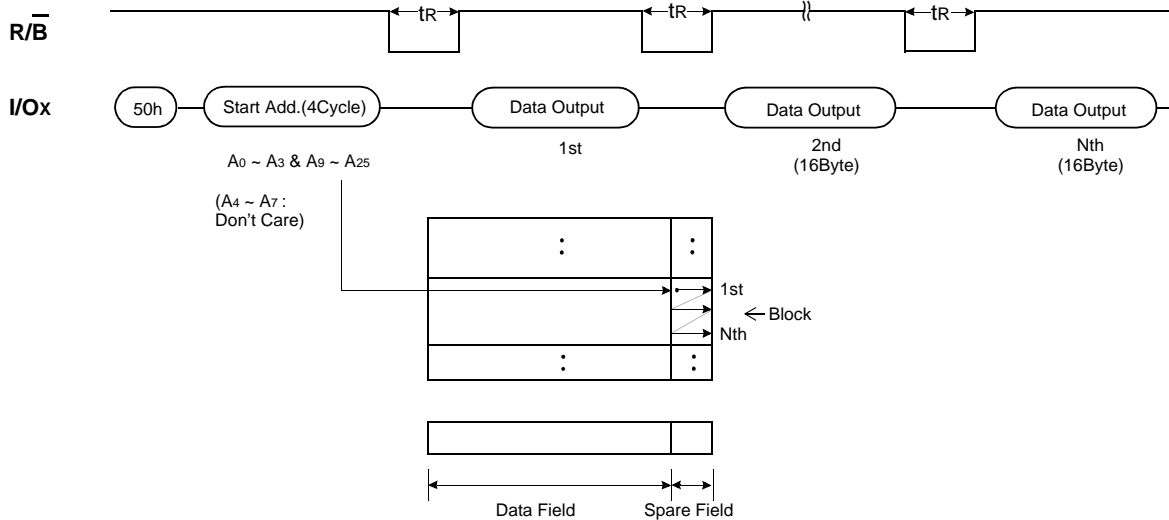 R/B
tR
tR
tR
I/Ox
50h
Start Add.(4Cycle)
Data Output
Data Output
Data Output
1st
2nd
(16Byte)
Nth
(16Byte)
A0 ~ A3 & A9 ~ A25
(A4 ~ A7 :
Don't Care)
1st
Block
Nth
Data Field
Spare Field